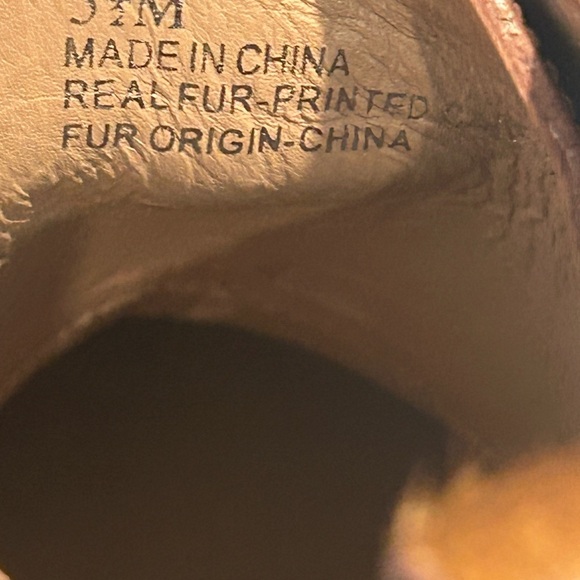 MADE IN CHINA
REAL FUR-PRINTED
FUR ORIGIN-CHINA